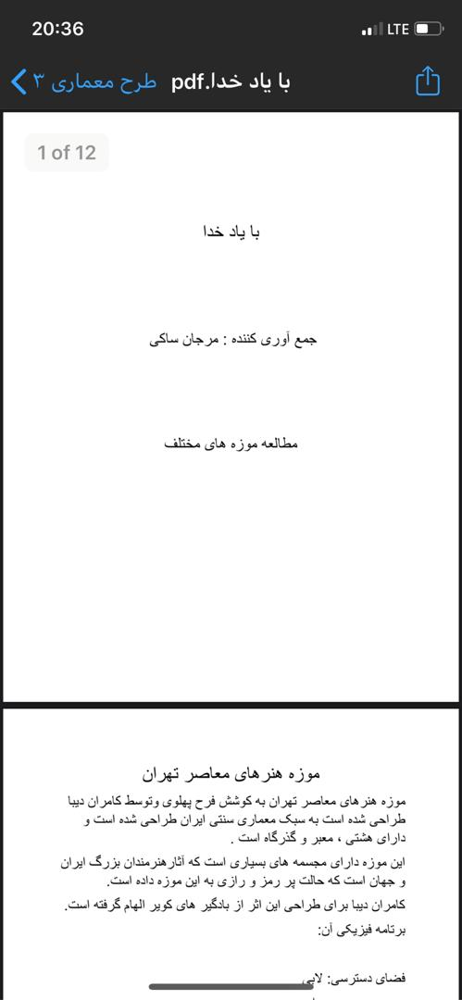 20:36
LTE
طرح معماری ۳
با یاد خدا.pdf
1 of 12
با یاد خدا
جمع آوری کننده : مرجان ساکی
مطالعه موزه های مختلف
موزه هنرهای معاصر تهران
موزه هنرهای معاصر تهران به کوشش فرح پهلوی وتوسط کامران دیبا
طراحی شده است به سبک معماری سنتی ایران طراحی شده است و
دارای هشتی ، معبر و گذرگاه است .
این موزه دارای مجسمه های بسیاری است که آثارهنرمندان بزرگ ایران
و جهان است که حالت پر رمز و رازی به این موزه داده است.
کامران دیبا برای طراحی این اثر از بادگیر های کویر الهام گرفته است.
برنامه فیزیکی آن:
فضای دسترسی: لابی